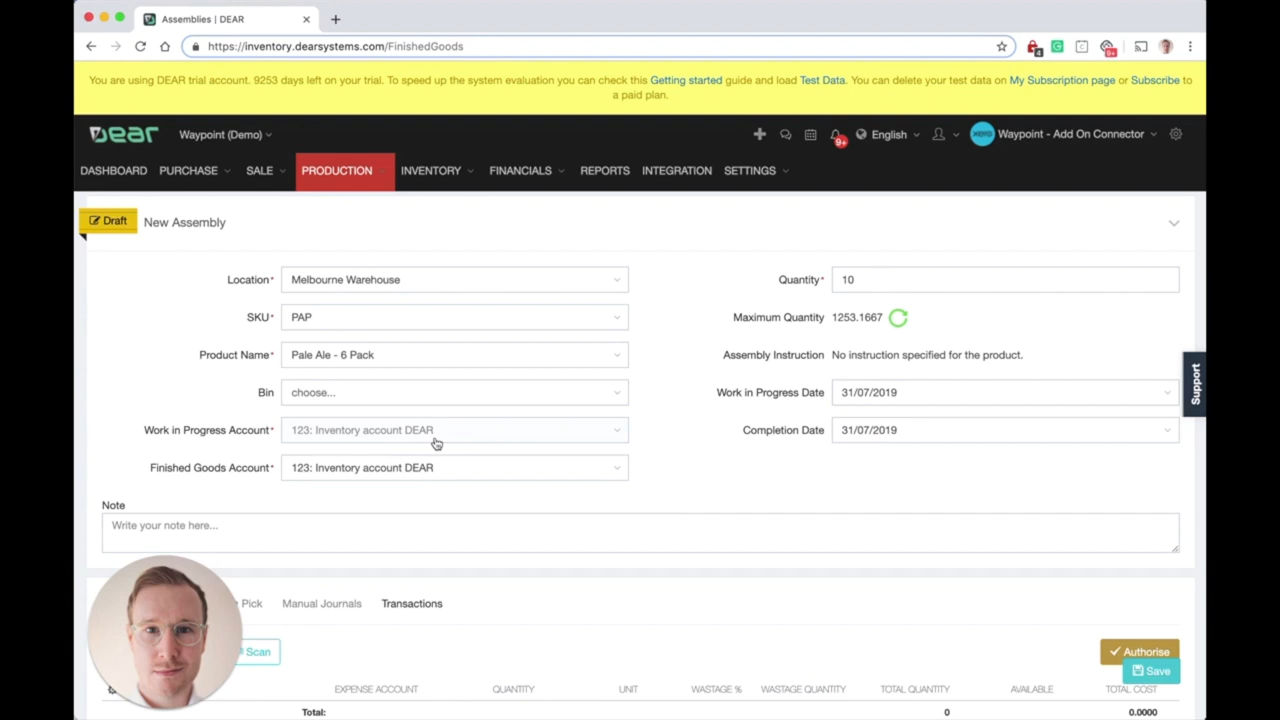 Assemblies | DEAR
https://inventory.dearsystems.com/FinishedGoods
4
9+
You are using DEAR trial account. 9253 days left on your trial. To speed up the system evaluation you can check this Getting started guide and load Test Data. You can delete your test data on My Subscription page or Subscribe to
a paid plan.
Dear Waypoint (Demo) 9+ English xero Waypoint - Add On Connector
DASHBOARD PURCHASE SALE PRODUCTION INVENTORY FINANCIALS REPORTS INTEGRATION SETTINGS
Draft New Assembly
Location* Melbourne Warehouse Quantity* 10
SKU* PAP Maximum Quantity 1253.1667
Product Name* Pale Ale - 6 Pack Assembly Instruction No instruction specified for the product.
Bin choose... Work in Progress Date 31/07/2019
Work in Progress Account* 123: Inventory account DEAR Completion Date 31/07/2019
Finished Goods Account* 123: Inventory account DEAR
Support
Note
Write your note here...
Pick Manual Journals Transactions
Scan Authorise
Save
EXPENSE ACCOUNT QUANTITY UNIT WASTAGE % WASTAGE QUANTITY TOTAL QUANTITY AVAILABLE TOTAL COST
Total: 0 0.0000